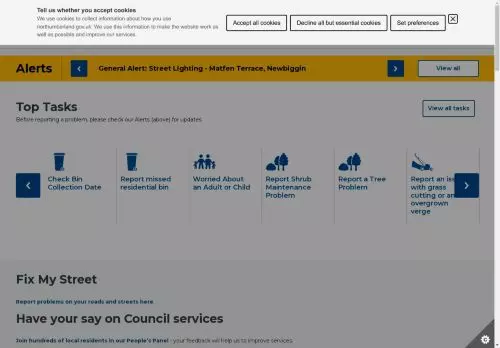 Tell us whether you accept cookies
We use cookies to collect information about how you use
northumberland.gov.uk. We use this information to make the website work as
well as possible and improve our services.
Accept all cookies
Decline all but essential cookies
Set preferences
Alerts
General Alert: Street Lighting - Matfen Terrace, Newbiggin
View all
Top Tasks
View all tasks
Before reporting a problem, please check our Alerts (above) for updates.
Check Bin
Collection Date
Report missed
residential bin
Worried About
an Adult or Child
Report Shrub
Maintenance
Problem
Report a Tree
Problem
Report an iss
with grass
cutting or an
overgrown
verge
Fix My Street
Report problems on your roads and streets here
Have your say on Council services
Join hundreds of local residents in our People's Panel - your feedback will help us to improve services.